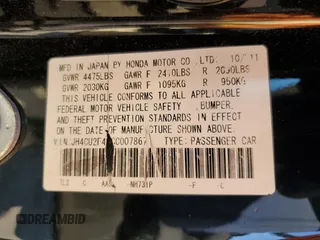 MFD IN JAPAN BY HONDA MOTOR CO.,LTD. 
GVWR 4475LBS GAWR F 2410LBS R
GVWR 2030KG GAWR F 1095KG R 950KG
THIS VEHICLE CONFORMS TO ALL APPLICABLE
FEDERAL MOTOR VEHICLE SAFETY, BUMPER,
AND THEFT PREVENTION STANDARDS IN EFFECT
ON THE DATE OF MANUFACTURE SHOWN ABOVE.
V.I.N. TYPE: PASSENGER CAR
NH731P
DREAMBID